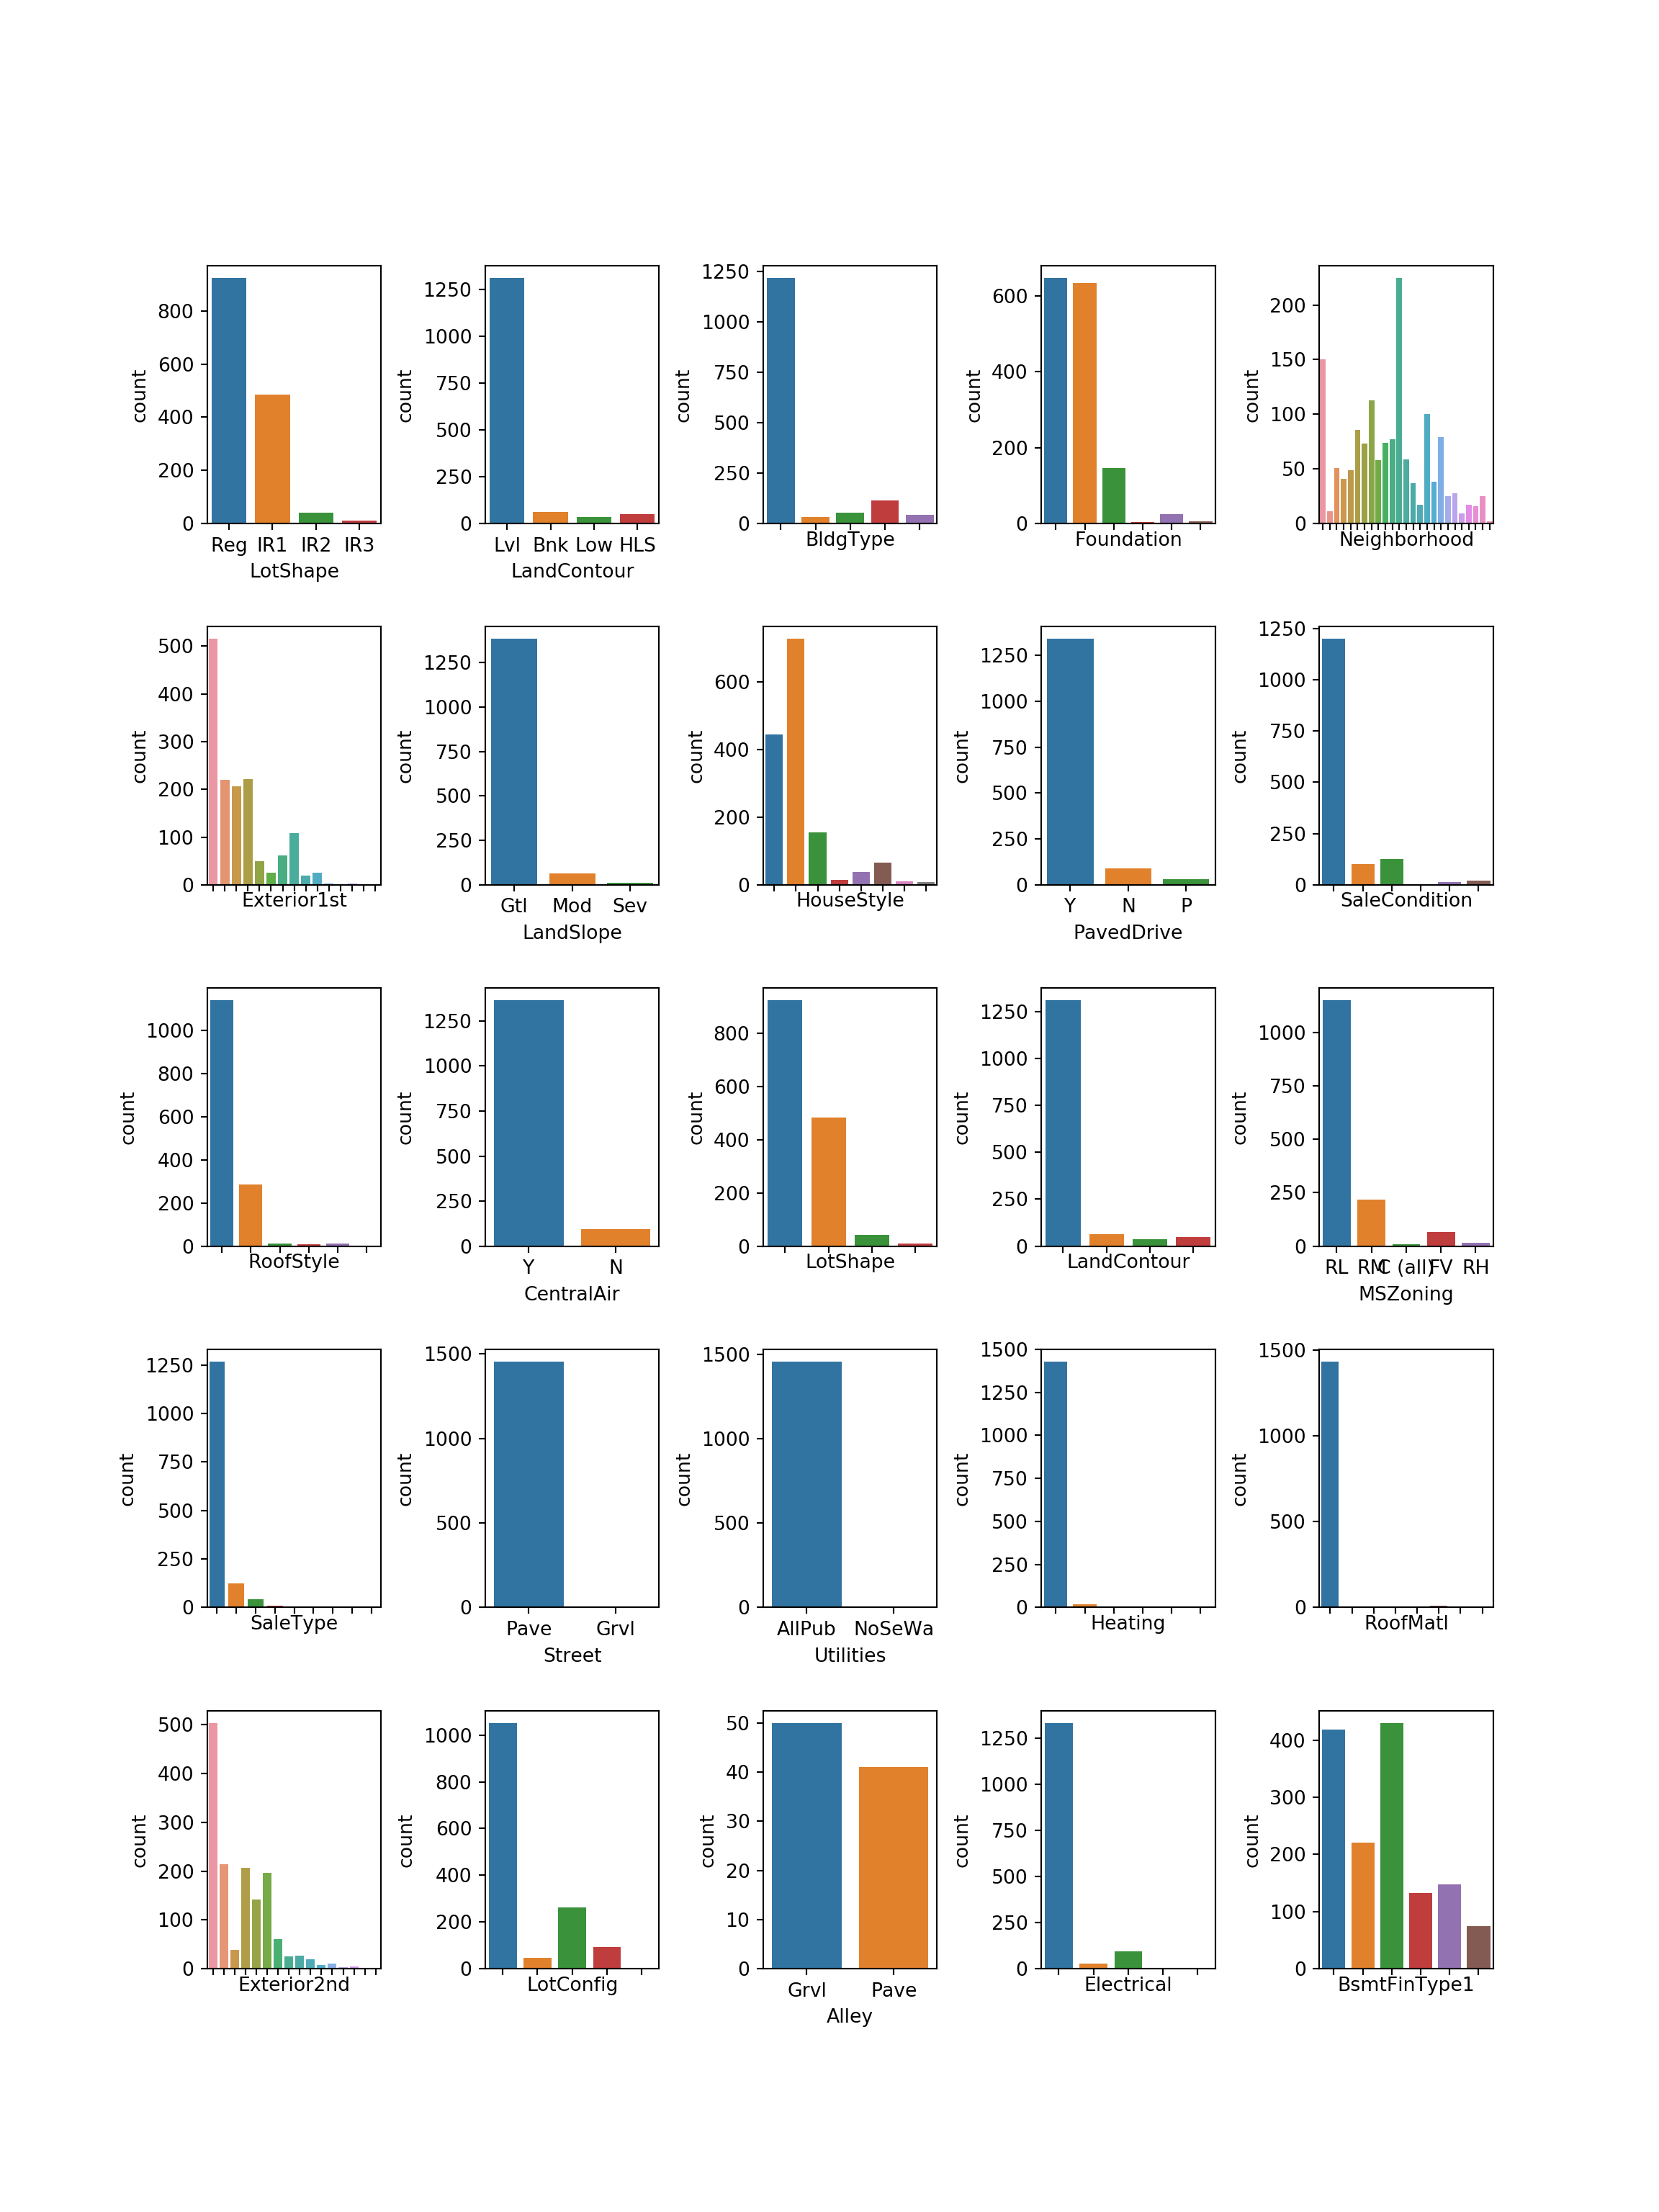 count
800
600
400
200
0
Reg IR1 IR2 IR3
LotShape
count
1250
1000
750
500
250
0
Lvl Bnk Low HLS
LandContour
count
1250
1000
750
500
250
0
BldgType
count
600
400
200
0
Foundation
count
200
150
100
50
0
Neighborhood
count
500
400
300
200
100
0
Exterior1st
count
1250
1000
750
500
250
0
Gtl Mod Sev
LandSlope
count
600
400
200
0
HouseStyle
count
1250
1000
750
500
250
0
Y N P
PavedDrive
count
1250
1000
750
500
250
0
SaleCondition
count
1000
800
600
400
200
0
RoofStyle
count
1250
1000
750
500
250
0
Y N
CentralAir
count
800
600
400
200
0
LotShape
count
1250
1000
750
500
250
0
LandContour
count
1000
750
500
250
0
RL RM C (all) FV RH
MSZoning
count
1250
1000
750
500
250
0
SaleType
count
1500
1000
500
0
Pave Grvl
Street
count
1500
1000
500
0
AllPub NoSeWa
Utilities
count
1500
1250
1000
750
500
250
0
Heating
count
1500
1000
500
0
RoofMatl
count
500
400
300
200
100
0
Exterior2nd
count
1000
800
600
400
200
0
LotConfig
count
50
40
30
20
10
0
Grvl Pave
Alley
count
1250
1000
750
500
250
0
Electrical
count
400
300
200
100
0
BsmtFinType1